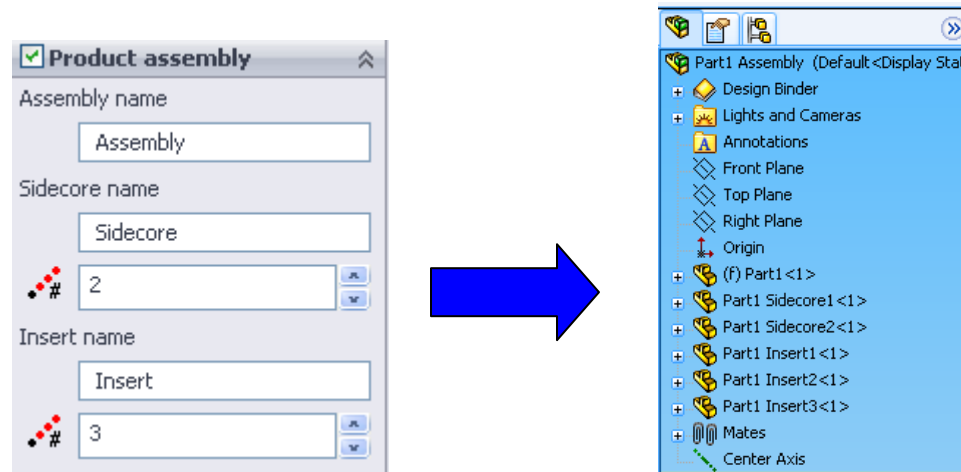 Product assembly
Assembly name
Assembly
Sidecore name
Sidecore
# 2
Insert name
Insert
# 3
Part1 Assembly (Default<Display Stat
Design Binder
Lights and Cameras
A Annotations
Front Plane
Top Plane
Right Plane
Origin
(f) Part1<1>
Part1 Sidecore1<1>
Part1 Sidecore2<1>
Part1 Insert1<1>
Part1 Insert2<1>
Part1 Insert3<1>
Mates
Center Axis